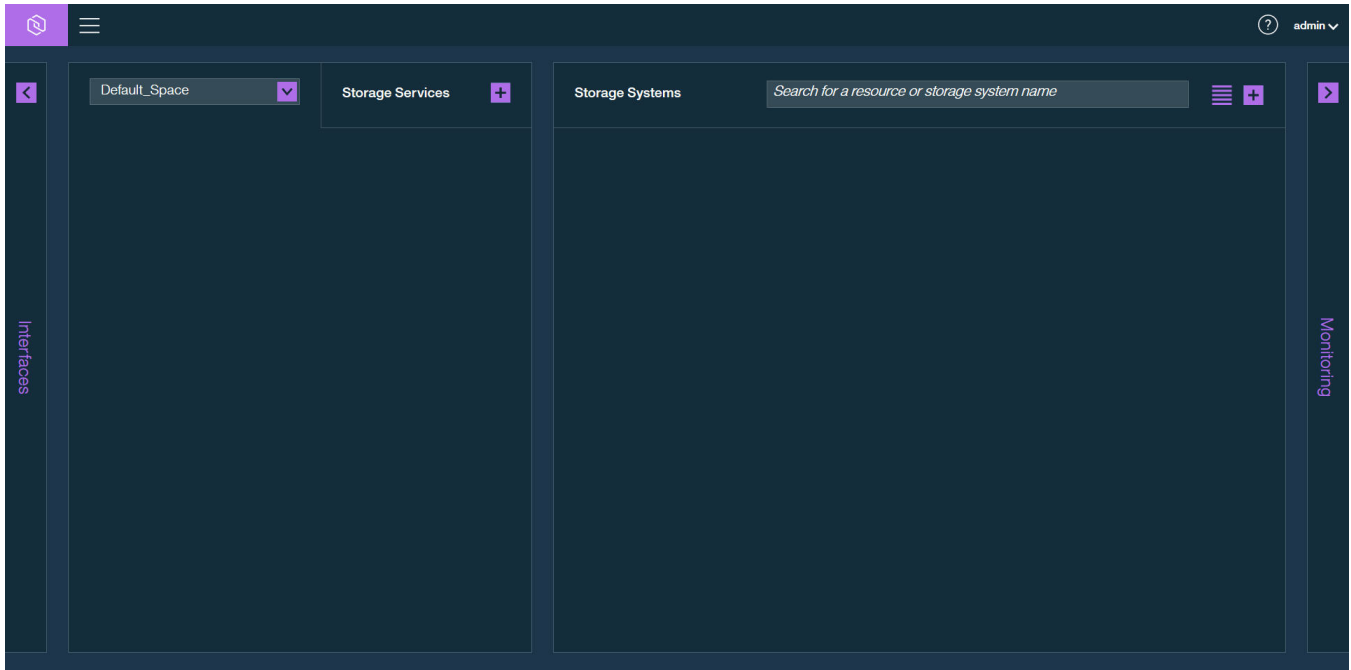 admin
Default_Space
Storage Services
Storage Systems
Search for a resource or storage system name
Interfaces
Monitoring